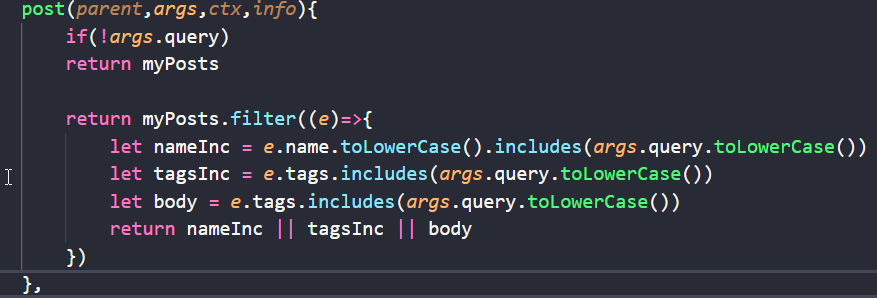 post(parent,args,ctx,info){
if(!args.query)
return myPosts
return myPosts.filter((e)=>{
let nameInc = e.name.toLowerCase().includes(args.query.toLowerCase())
let tagsInc = e.tags.includes(args.query.toLowerCase())
let body = e.tags.includes(args.query.toLowerCase())
return nameInc || tagsInc || body
})
},